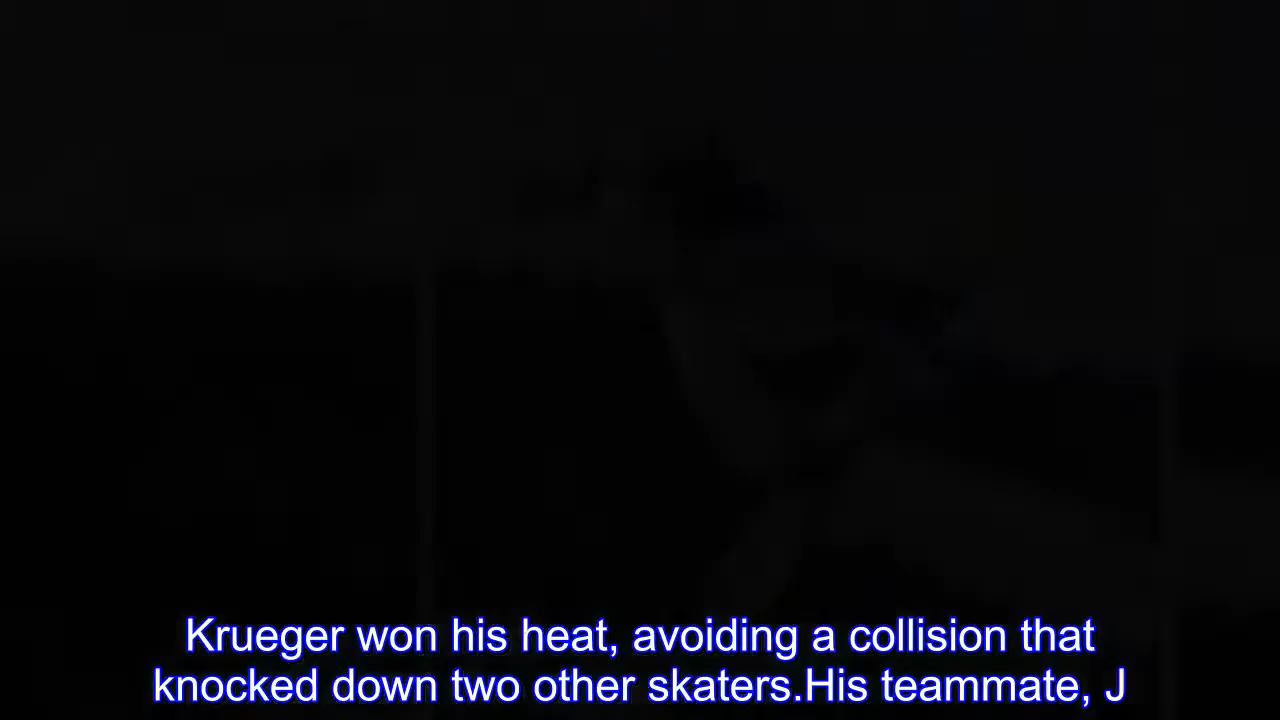 Krueger won his heat, avoiding a collision that
knocked down two other skaters.His teammate, J